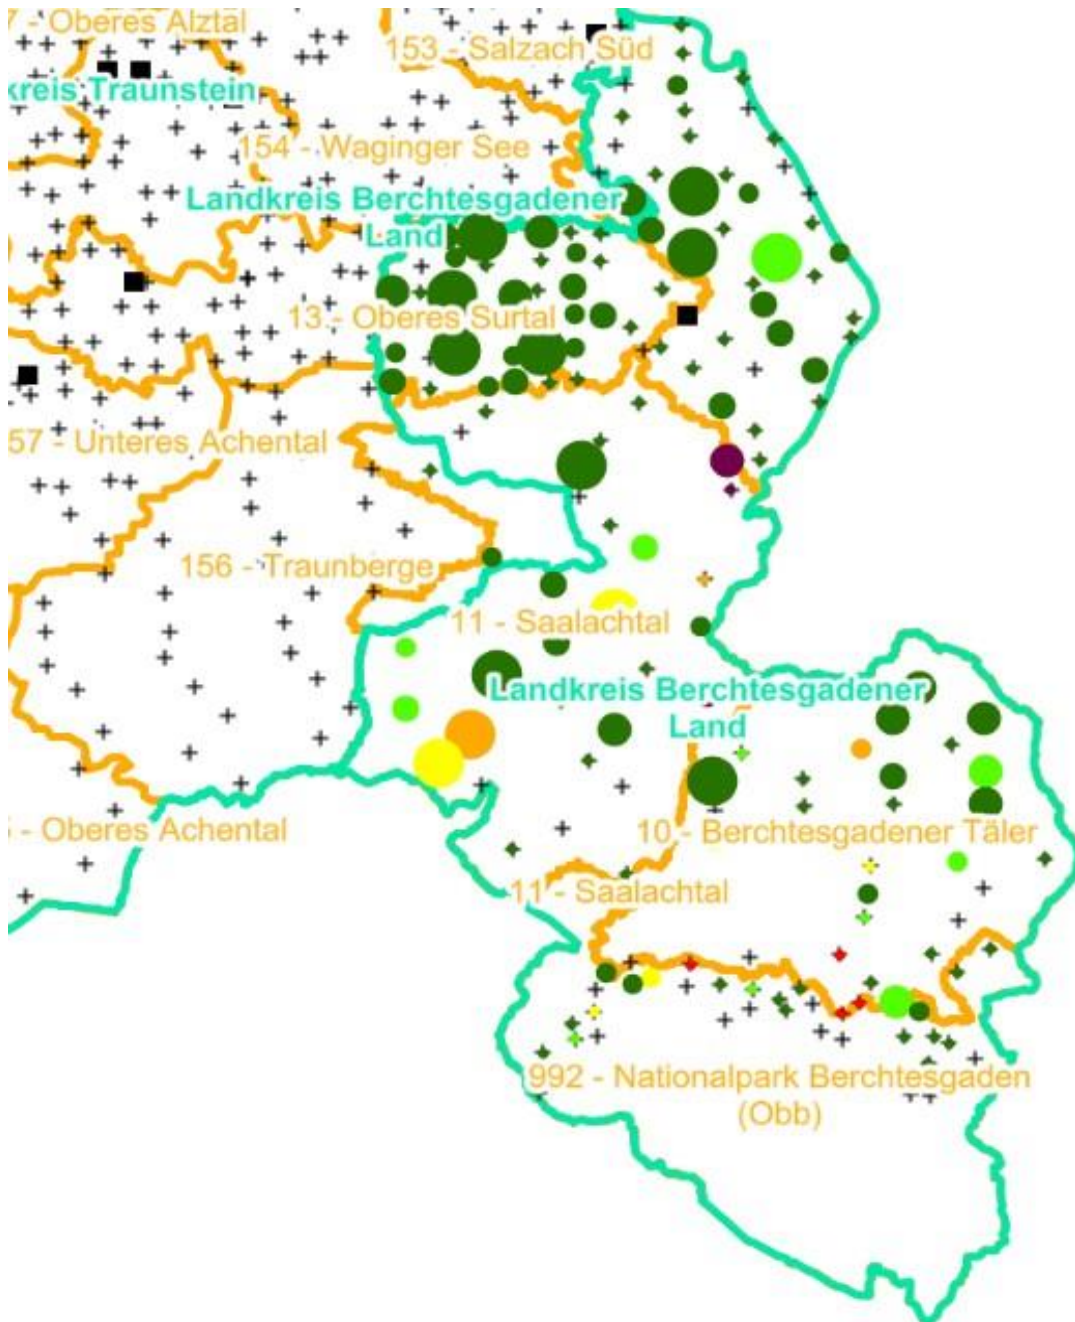 7 - Oberes Alztal
153 - Salzach Süd
kreis Traunstein
154 - Waginger See
Landkreis Berchtesgadener
Land
13 - Oberes Surtal
57 - Unteres Achental
156 - Traunberge
11 - Saalachtal
Landkreis Berchtesgadener
Land
- Oberes Achental
10 - Berchtesgadener Täler
11 - Saalachtal
992 - Nationalpark Berchtesgaden
(Obb)